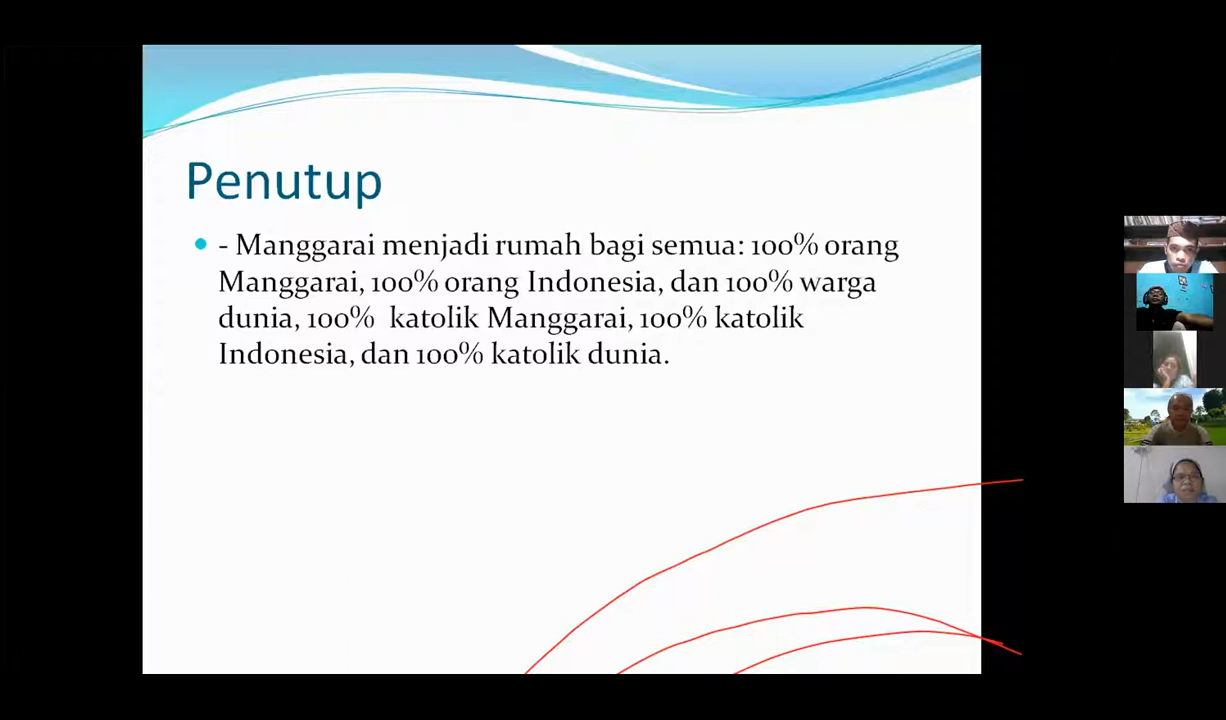 Penutup
- Manggarai menjadi rumah bagi semua: 100% orang
Manggarai, 100% orang Indonesia, dan 100% warga
dunia, 100% katolik Manggarai, 100% katolik
Indonesia, dan 100% katolik dunia.